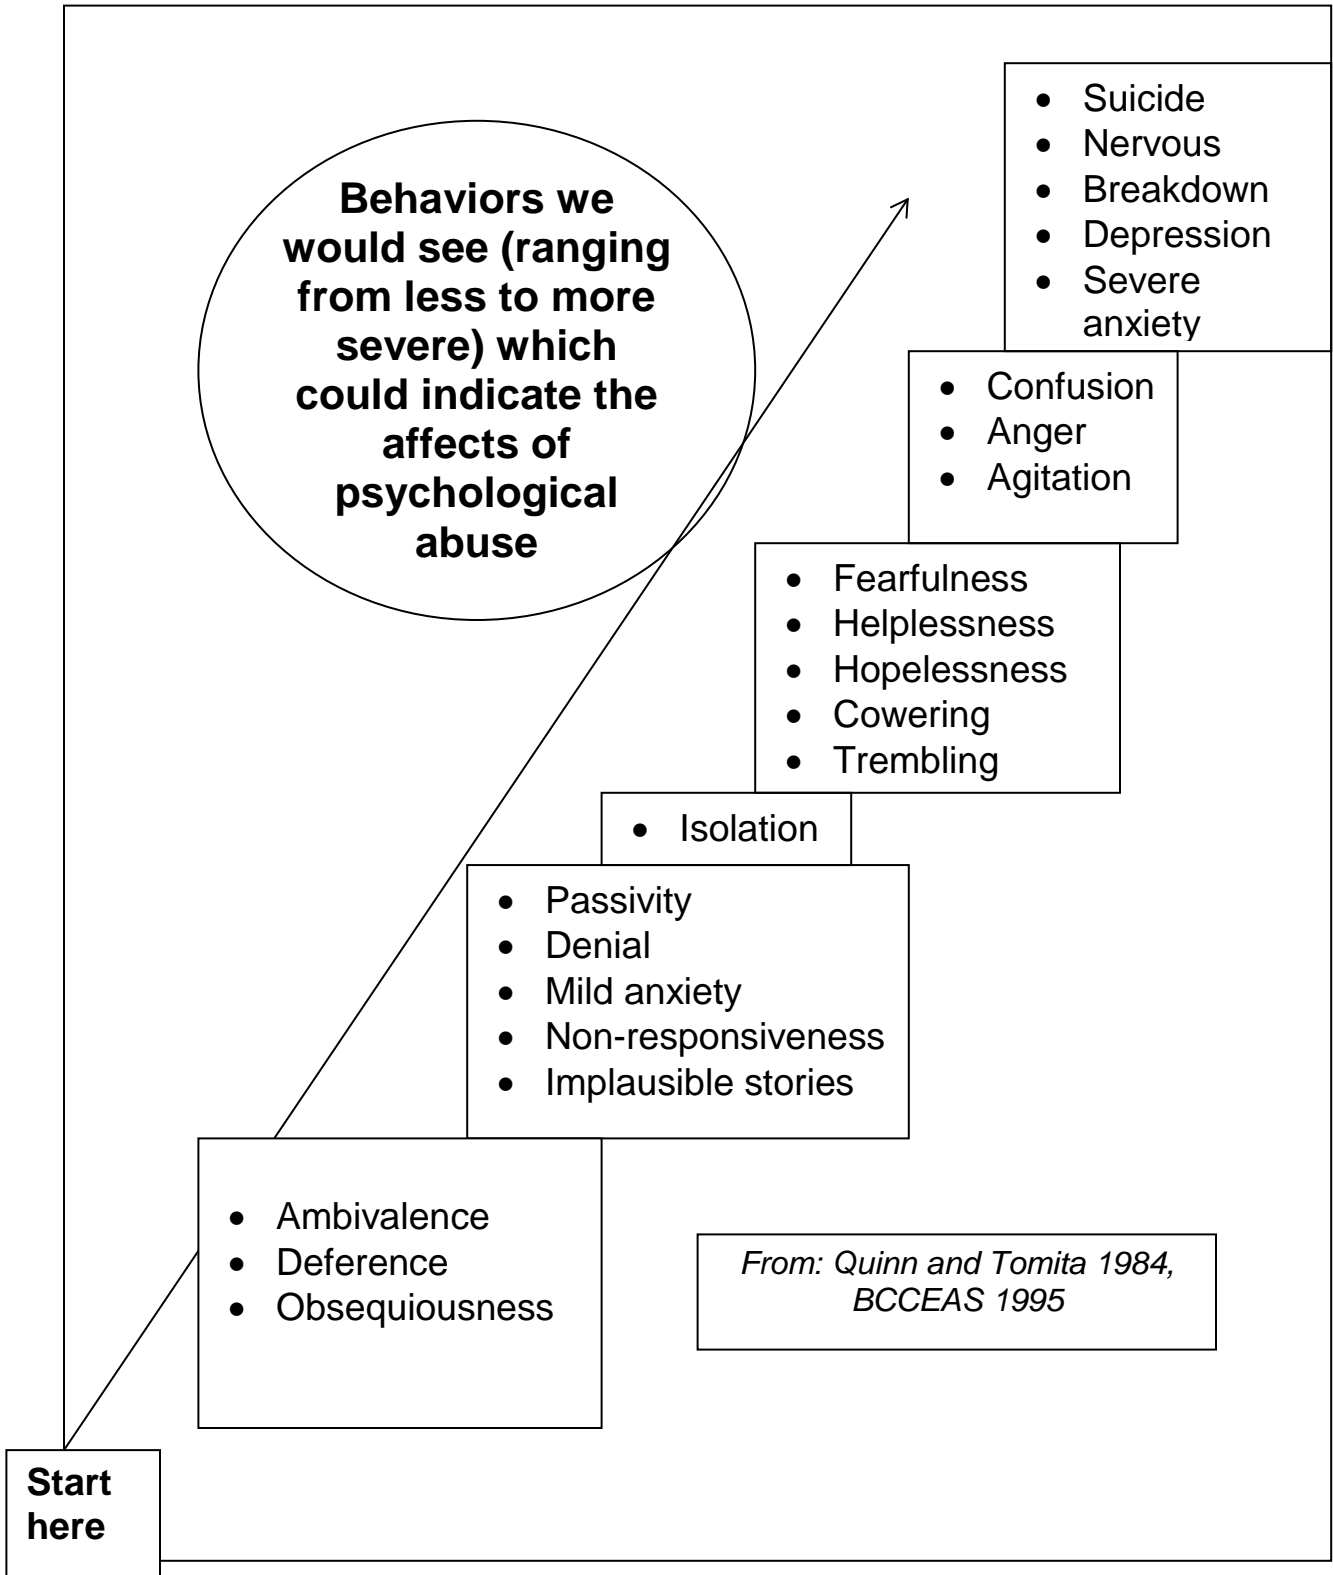 Behaviors we
would see (ranging
from less to more
severe) which
could indicate the
affects of
psychological
abuse
• Suicide
• Nervous
• Breakdown
• Depression
• Severe
anxiety
• Confusion
• Anger
• Agitation
• Fearfulness
• Helplessness
• Hopelessness
• Cowering
• Trembling
• Isolation
• Passivity
• Denial
• Mild anxiety
• Non-responsiveness
• Implausible stories
• Ambivalence
• Deference
• Obsequiousness
From: Quinn and Tomita 1984,
BCCEAS 1995
Start
here